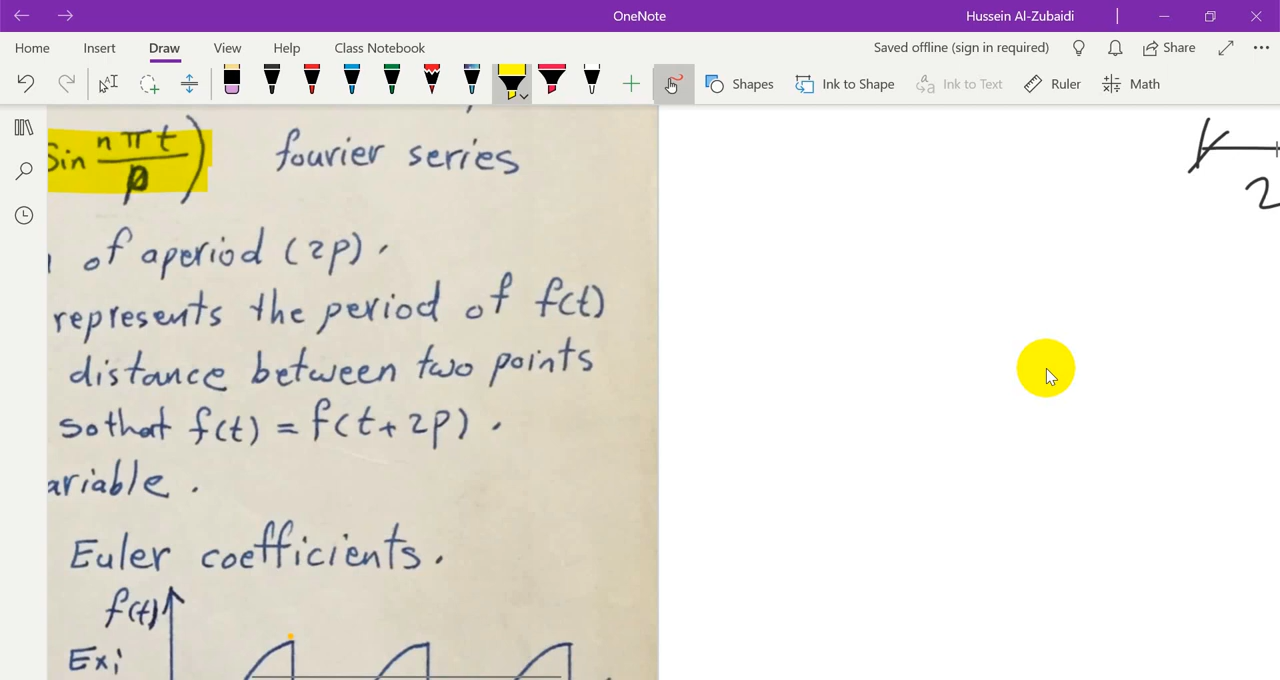 OneNote
Hussein Al-Zubaidi
Home Insert Draw View Help Class Notebook
Saved offline (sign in required) Share
Shapes Ink to Shape Ink to Text Ruler Math
Sin nπt/p) fourier series
of aperiod (2p).
represents the period of f(t)
distance between two points
so that f(t) = f(t+2p).
ariable.
Euler coefficients.
f(t)
Ex;
2